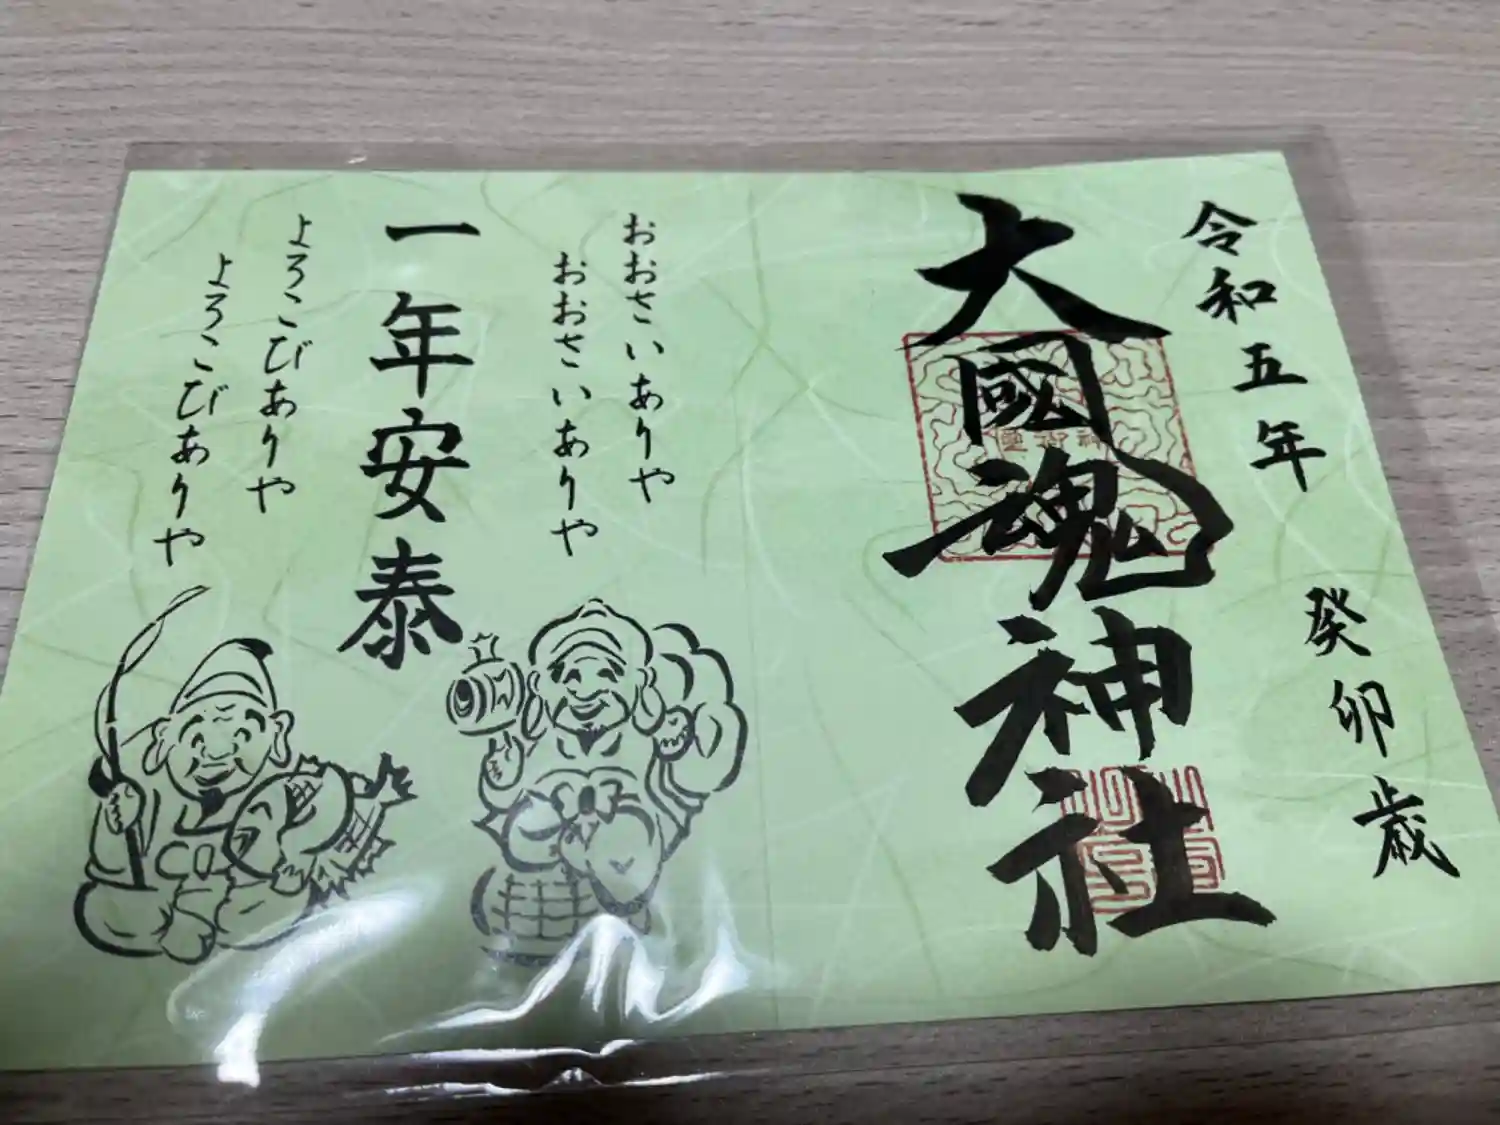 令和五年 癸卯歳
大國魂神社
おおさいありや
おおさいありや
一年安泰
よろこびありや
よろこびありや